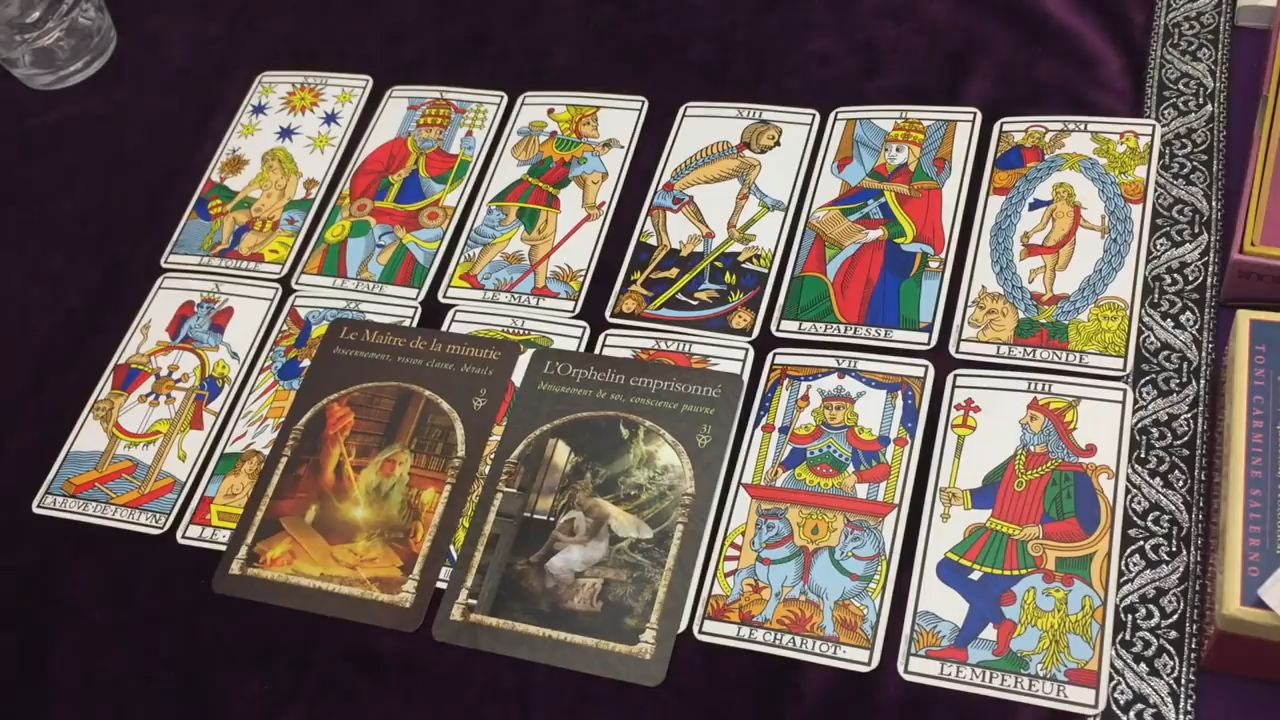 XVII
LE TOILLE
V
LE·PAPE
LE·MAT
XIII
II
LA·PAPESSE
XXI
LE·MONDE
X
LA·ROVE·DE·FORTVNE
XX
LE·
Le Maître de la minutie
discernement, vision claire, détails
9
XI
L'Orphelin emprisonné
dénigrement de soi, conscience pauvre
31
XVIII
VII
LE CHARIOT·
IIII
L'EMPEREUR
TONI CARMINE SALERNO